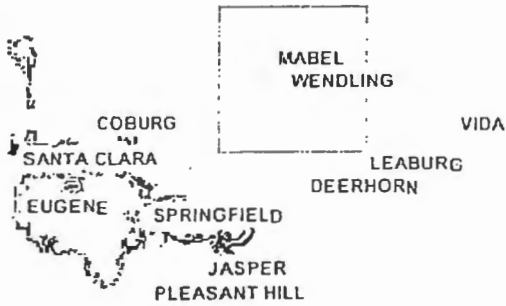 MABEL
WENDLING
COBURG
VIDA
SANTA CLARA
LEABURG
DEERHORN
EUGENE
SPRINGFIELD
JASPER
PLEASANT HILL